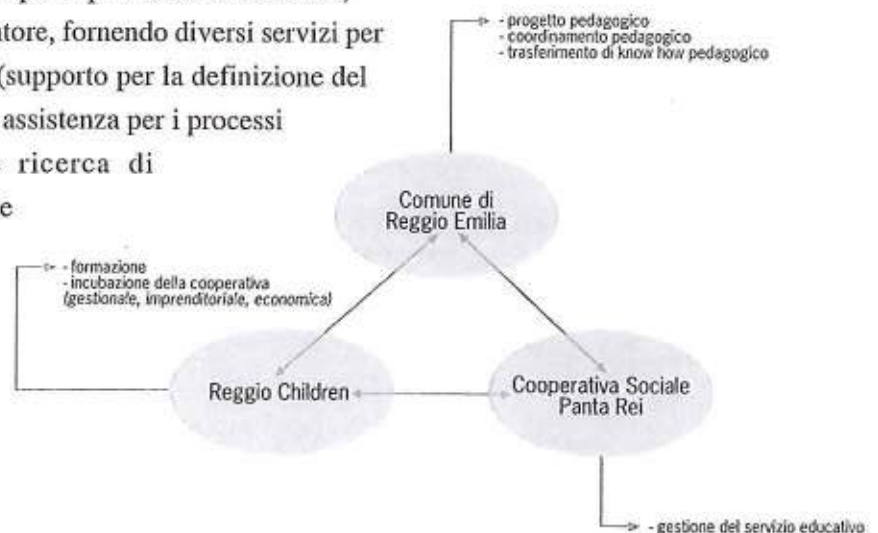 ntore, fornendo diversi servizi per
(supporto per la definizione del
assistenza per i processi
ricerca di
e
- progetto pedagogico
- coordinamento pedagogico
- trasferimento di know how pedagogico
Comune di
Reggio Emilia
- formazione
- incubazione della cooperativa
(gestionale, imprenditoriale, economica)
Reggio Children
Cooperativa Sociale
Panta Rei
- gestione del servizio educativo